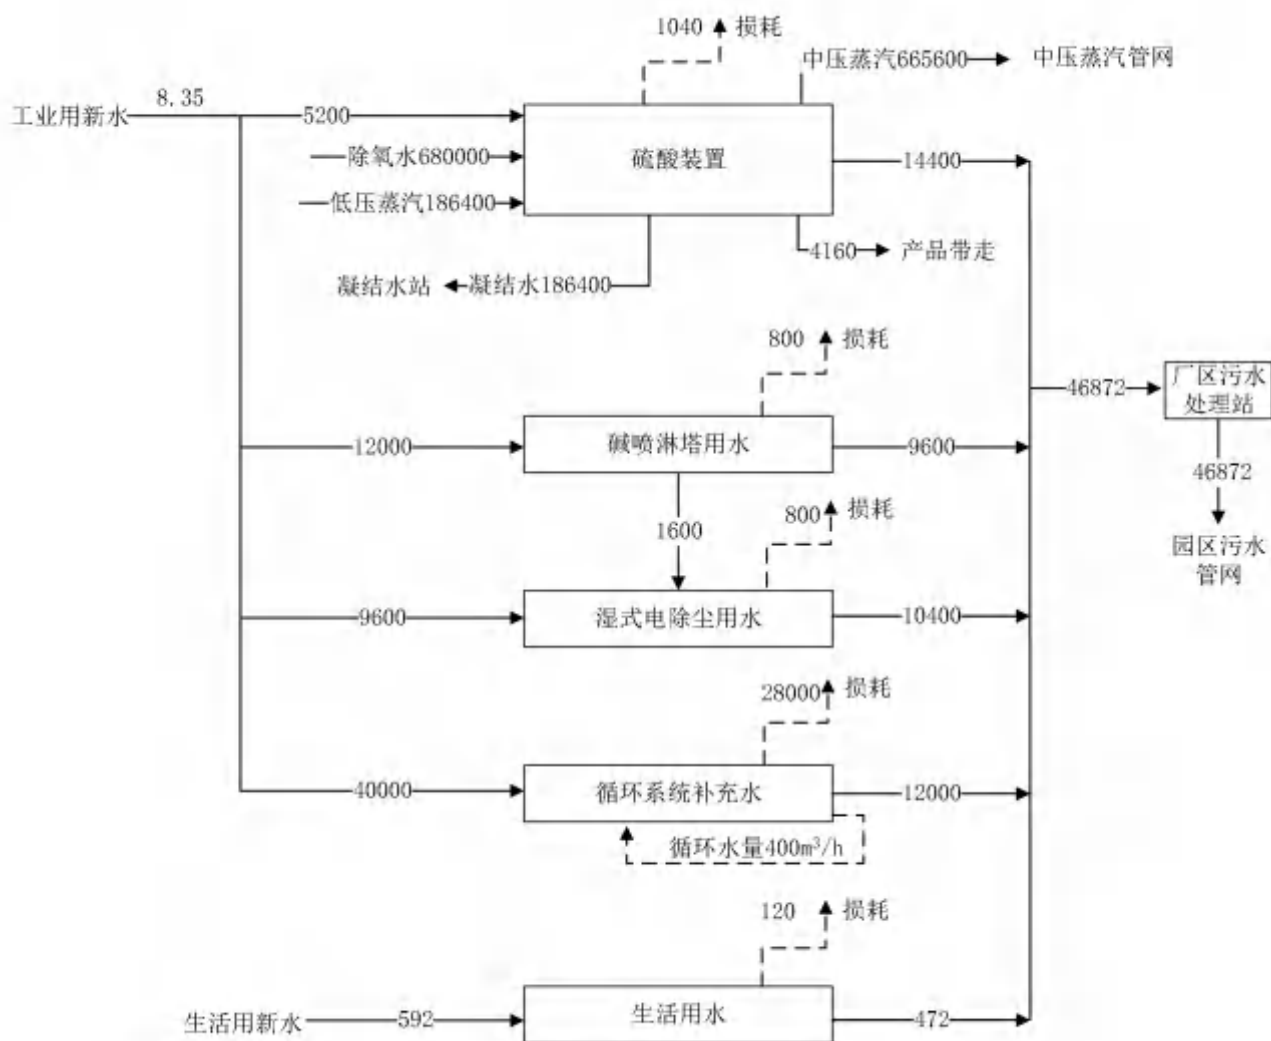 1040 损耗
中压蒸汽665600 中压蒸汽管网
工业用新水 8.35 5200
除氧水680000
硫酸装置
14400
低压蒸汽186400
4160 产品带走
凝结水站 凝结水186400
800 损耗
12000
碱喷淋塔用水
9600
46872
厂区污水
处理站
1600
800 损耗
46872
9600
湿式电除尘用水
10400
园区污水
管网
28000 损耗
40000
循环系统补充水
12000
循环水量400m³/h
120 损耗
生活用新水 592
生活用水
472